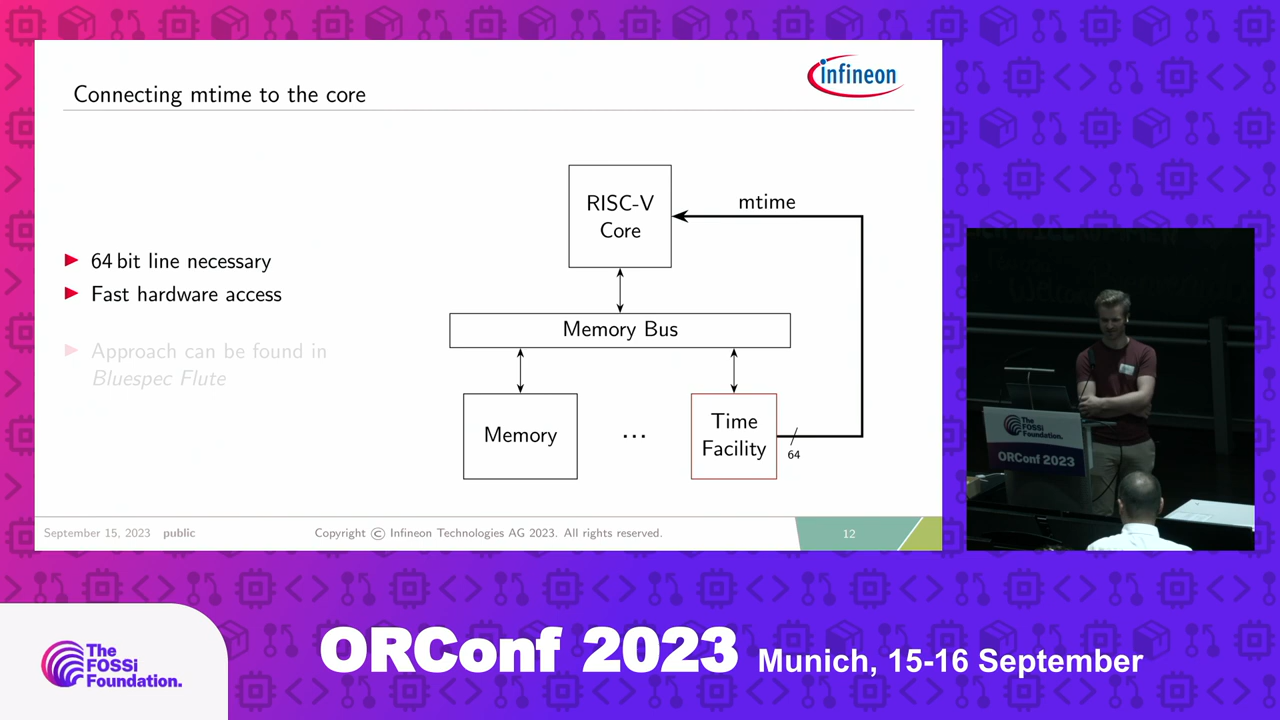 Connecting mtime to the core
infineon
64 bit line necessary
Fast hardware access
Approach can be found in
Bluespec Flute
RISC-V
Core
mtime
Memory Bus
Memory
...
Time
Facility
64
September 15, 2023 public
Copyright © Infineon Technologies AG 2023. All rights reserved.
12
The
FOSSi
Foundation.
ORConf 2023
The
FOSSi
Foundation.
ORConf 2023
Munich, 15-16 September